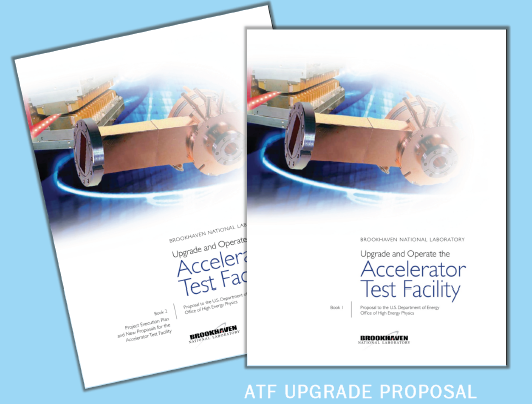 BROOKHAVEN NATIONAL LAB
Upgrade and Operate
Acceler
Test Fac
Book 2
Project Execution Plan
and New Proposals for the
Accelerator Test Facility
Proposal to the U.S. Department of
Office of High Energy Physics
BROOKHAVEN
NATIONAL LABORATORY
BROOKHAVEN NATIONAL LABORATORY
Upgrade and Operate the
Accelerator
Test Facility
Book 1
Proposal to the U.S. Department of Energy
Office of High Energy Physics
BROOKHAVEN
NATIONAL LABORATORY
ATF UPGRADE PROPOSAL